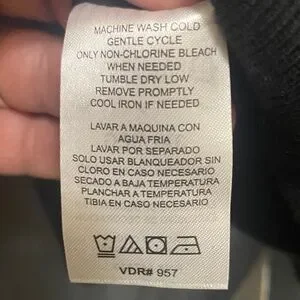 MACHINE WASH COLD
GENTLE CYCLE
ONLY NON-CHLORINE BLEACH
WHEN NEEDED
TUMBLE DRY LOW
REMOVE PROMPTLY
COOL IRON IF NEEDED
LAVAR A MAQUINA CON
AGUA FRIA
LAVAR POR SEPARADO
SOLO USAR BLANQUEADOR SIN
CLORO EN CASO NECESARIO
SECADO A BAJA TEMPERATURA
PLANCHAR A TEMPERATURA
TIBIA EN CASO NECESARIO
VDR# 957